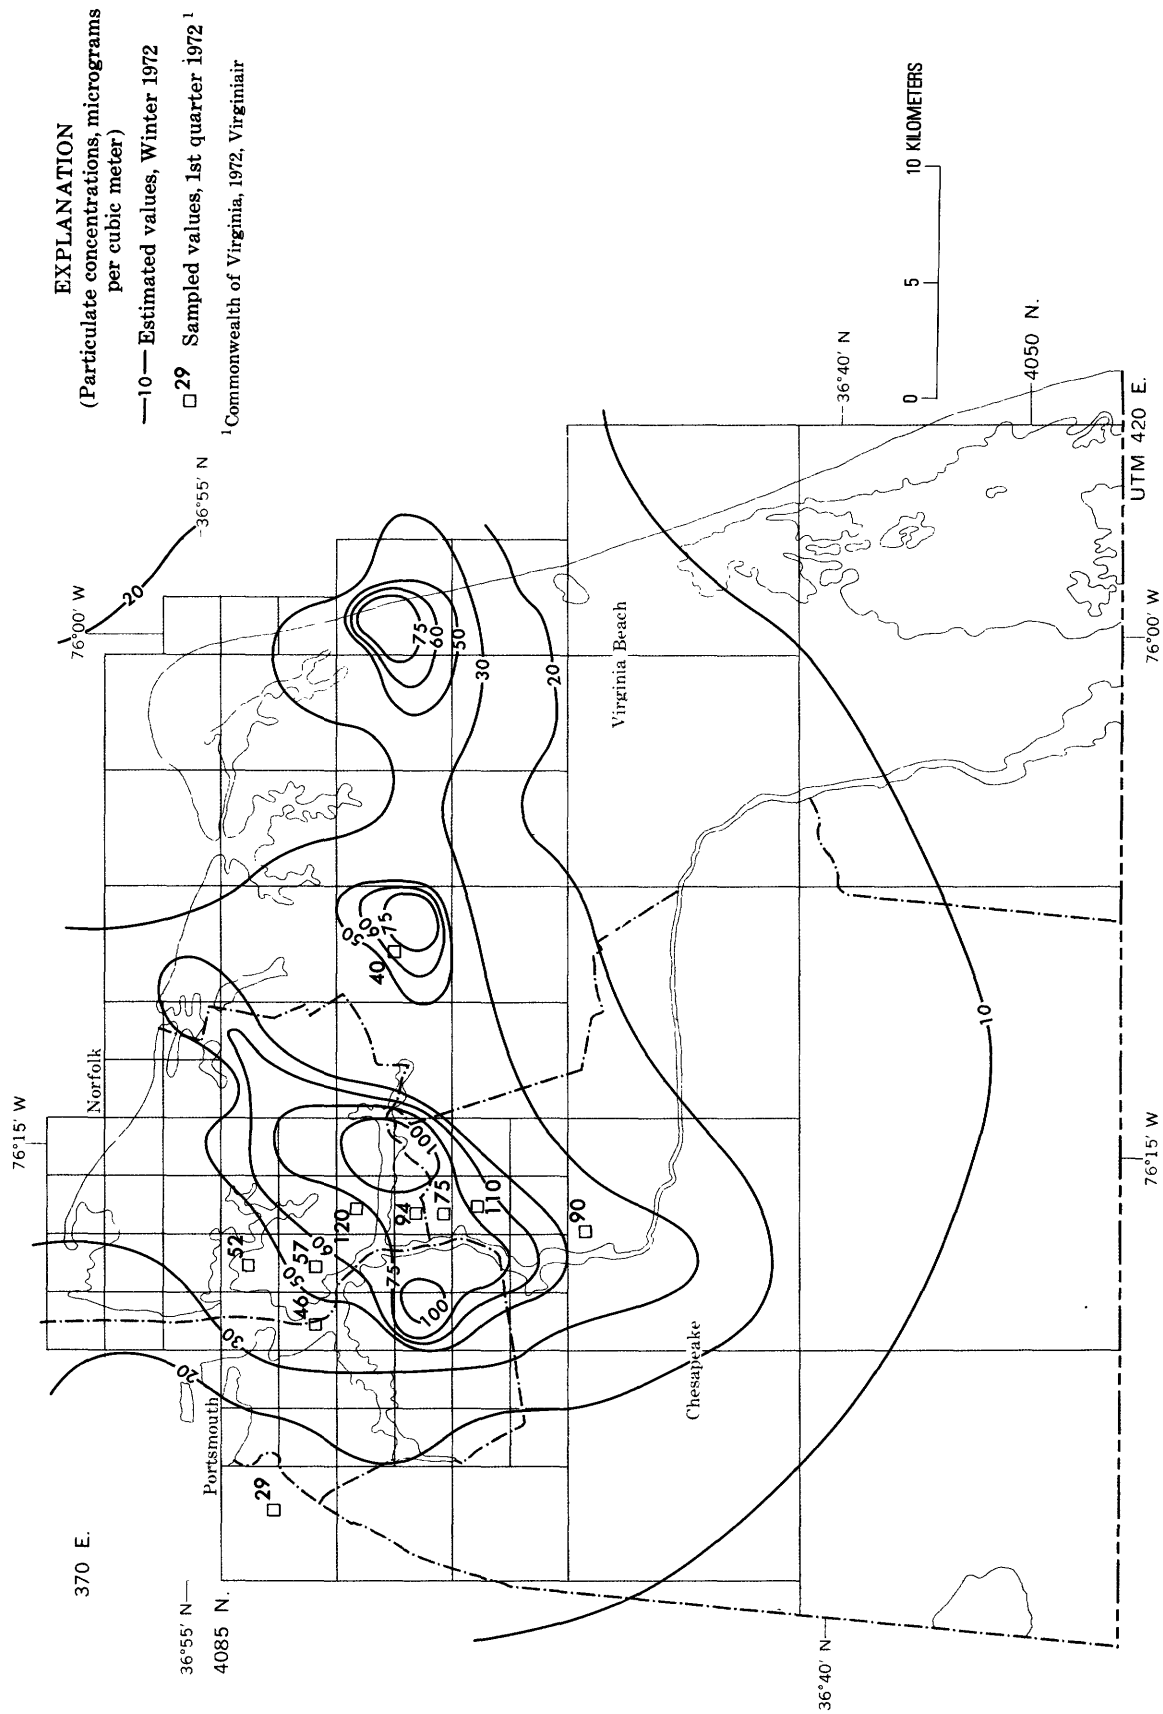 EXPLANATION
(Particulate concentrations, micrograms
per cubic meter)
—10— Estimated values, Winter 1972
□ 29 Sampled values, 1st quarter 1972 1
1Commonwealth of Virginia, 1972, Virginiair
370 E.
36°55′ N
4085 N.
76°15′ W
76°00′ W
36°55′ N
Norfolk
Portsmouth
Chesapeake
Virginia Beach
20
30
20
20
30
50
60
75
100
100
75
60
50
50
60
75
30
20
10
29
46
52
57
120
94
75
110
90
40
36°40′ N
76°15′ W
76°00′ W
36°40′ N
4050 N.
UTM 420 E.
0 5 10 KILOMETERS